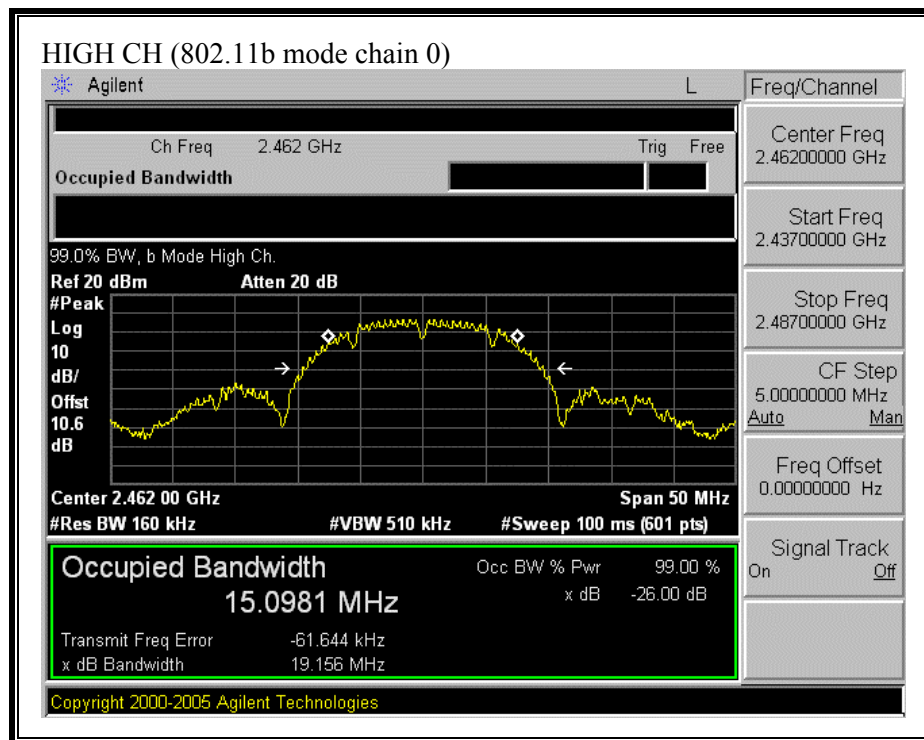 HIGH CH (802.11b mode chain 0)
Agilent L Freq/Channel
Ch Freq 2.462 GHz Trig Free
Occupied Bandwidth
Center Freq
2.46200000 GHz
Start Freq
2.43700000 GHz
Stop Freq
2.48700000 GHz
CF Step
5.00000000 MHz
Auto Man
Freq Offset
0.00000000 Hz
Signal Track
On Off
99.0% BW, b Mode High Ch.
Ref 20 dBm Atten 20 dB
#Peak
Log
10
dB/
Offst
10.6
dB
Center 2.462 00 GHz Span 50 MHz
#Res BW 160 kHz #VBW 510 kHz #Sweep 100 ms (601 pts)
Occupied Bandwidth Occ BW % Pwr 99.00 %
15.0981 MHz x dB -26.00 dB
Transmit Freq Error -61.644 kHz
x dB Bandwidth 19.156 MHz
Copyright 2000-2005 Agilent Technologies